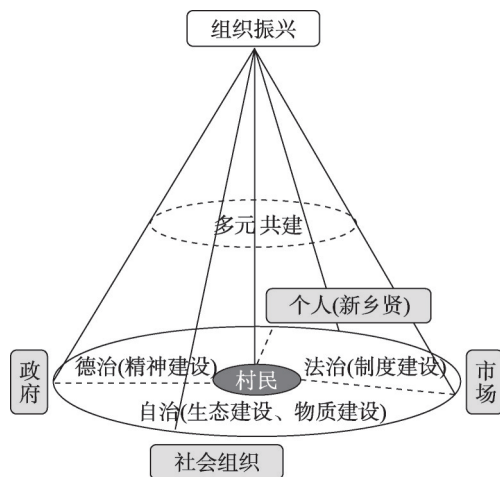 组织振兴
多元 共建
个人(新乡贤)
政府
德治(精神建设)
法治(制度建设)
市场
村民
自治(生态建设、物质建设)
社会组织